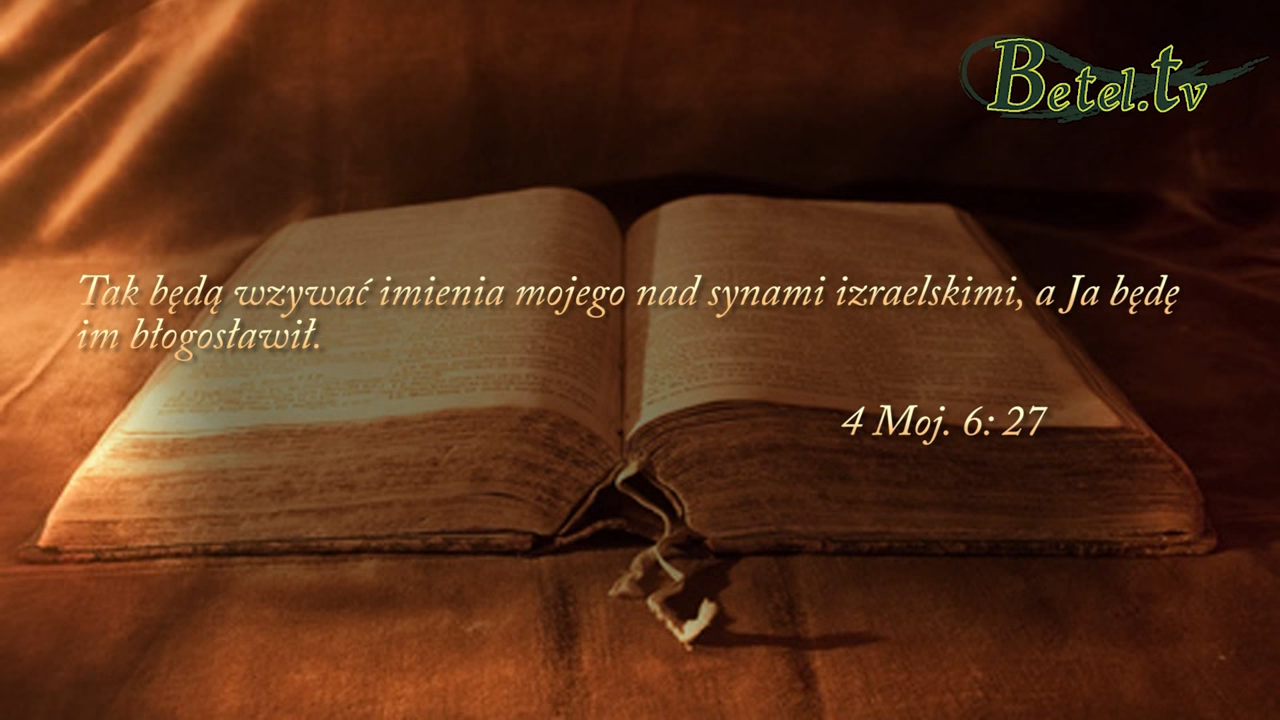 Betel.tv
Tak będą wzywać imienia mojego nad synami izraelskimi, a Ja będę
im błogosławił.
4 Moj. 6: 27